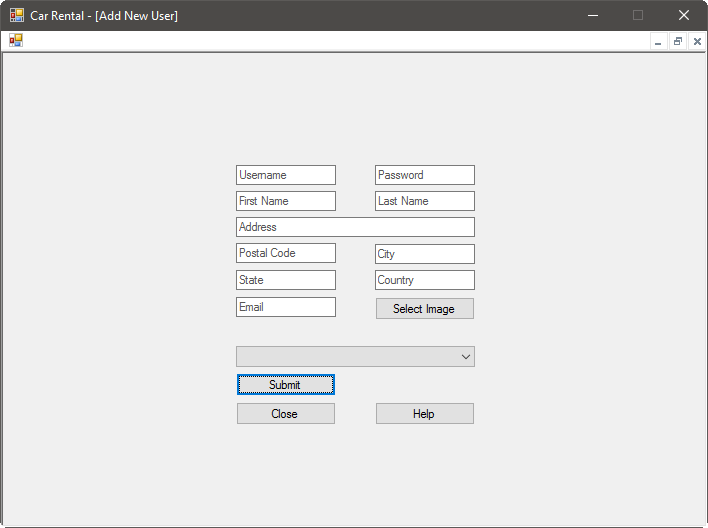 Car Rental - [Add New User]
Username Password
First Name Last Name
Address
Postal Code City
State Country
Email Select Image
Submit
Close Help